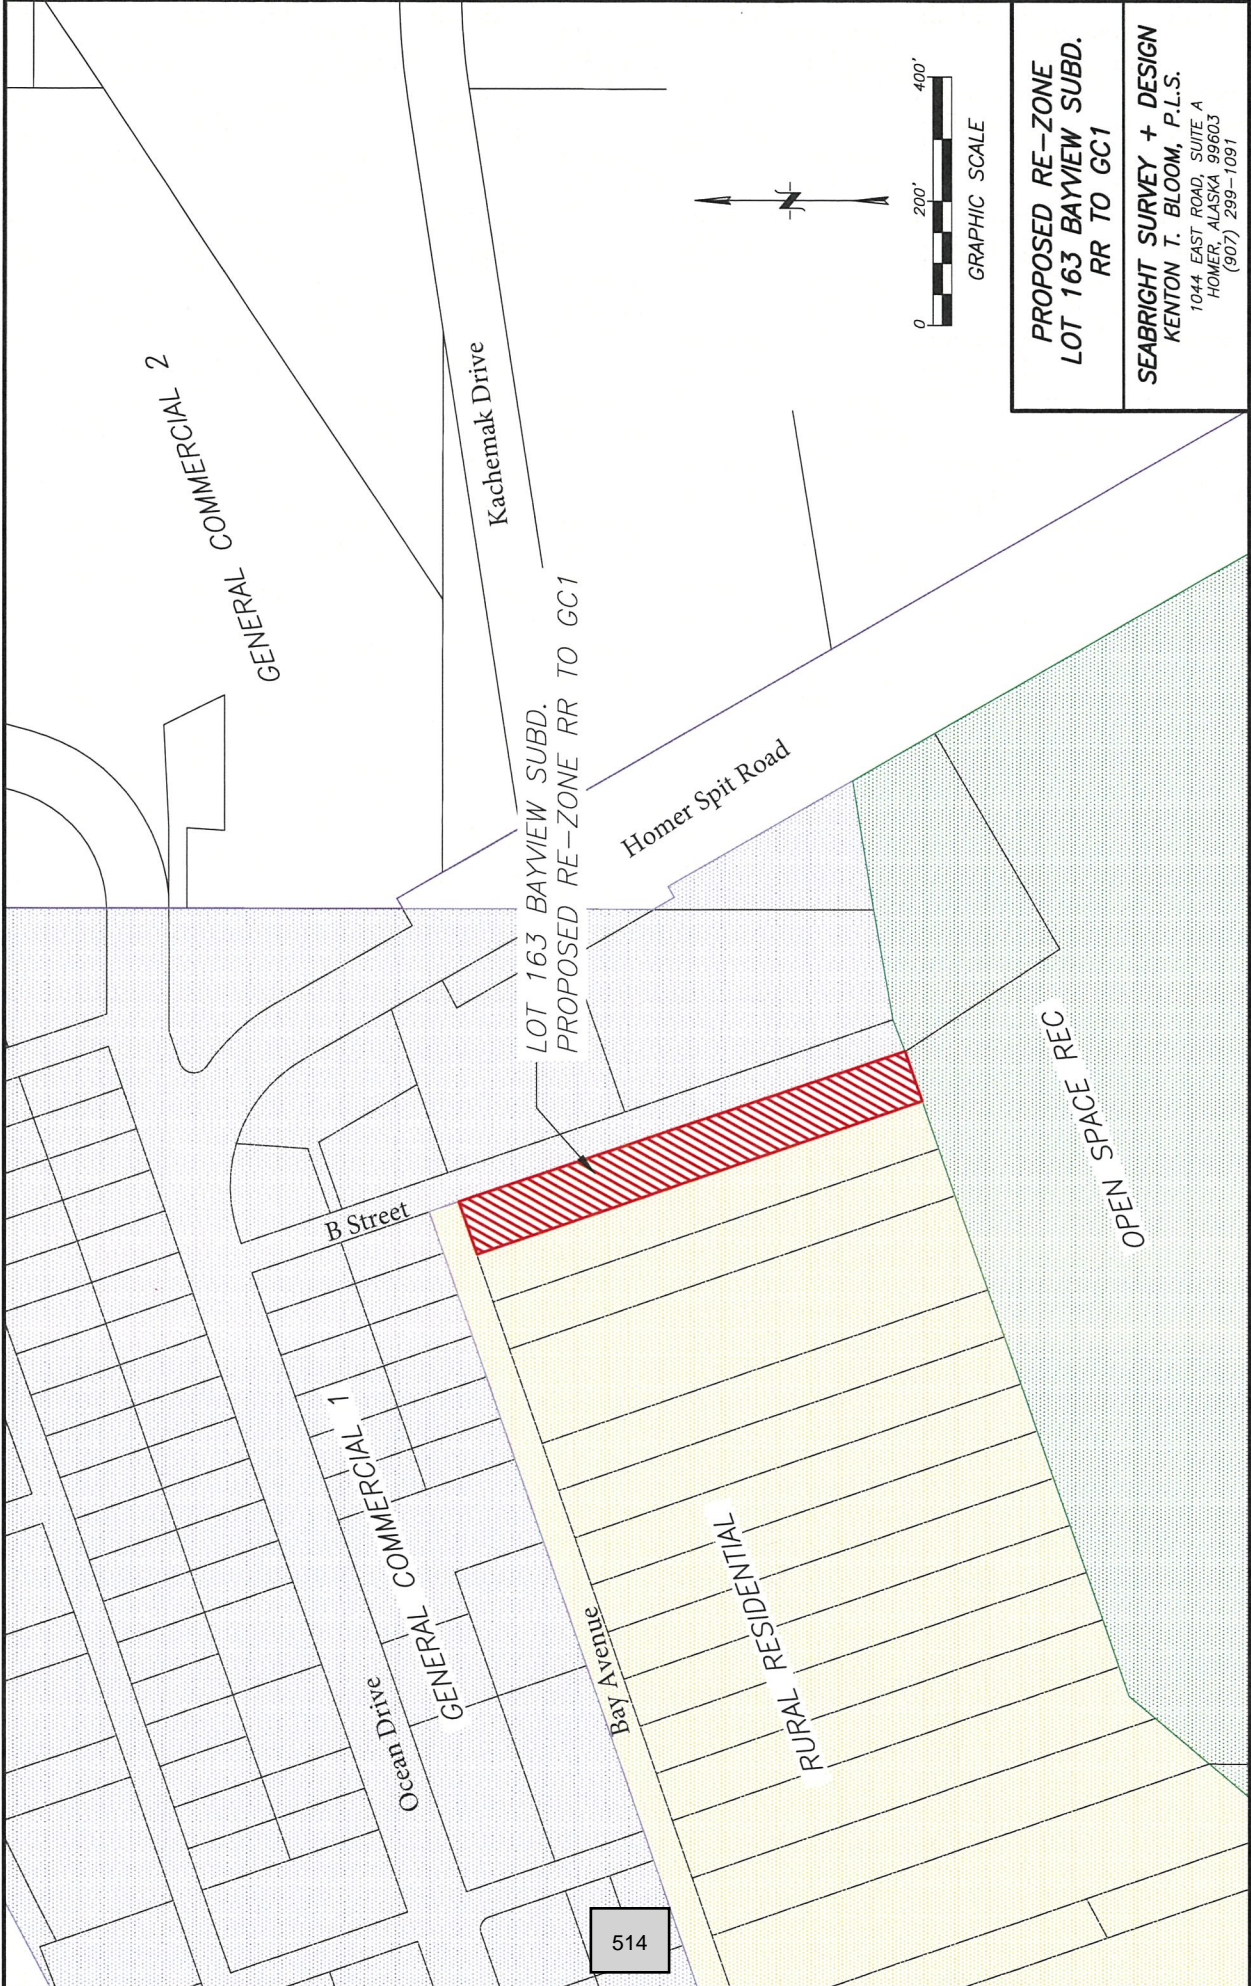 GENERAL COMMERCIAL 2
Kachemak Drive
LOT 163 BAYVIEW SUBD.
PROPOSED RE-ZONE RR TO GC1
Homer Spit Road
B Street
GENERAL COMMERCIAL 1
Ocean Drive
Bay Avenue
RURAL RESIDENTIAL
OPEN SPACE REC
N
0 200' 400'
GRAPHIC SCALE
PROPOSED RE-ZONE
LOT 163 BAYVIEW SUBD.
RR TO GC1
SEABRIGHT SURVEY + DESIGN
KENTON T. BLOOM, P.L.S.
1044 EAST ROAD, SUITE A
HOMER, ALASKA 99603
(907) 299-1091
514